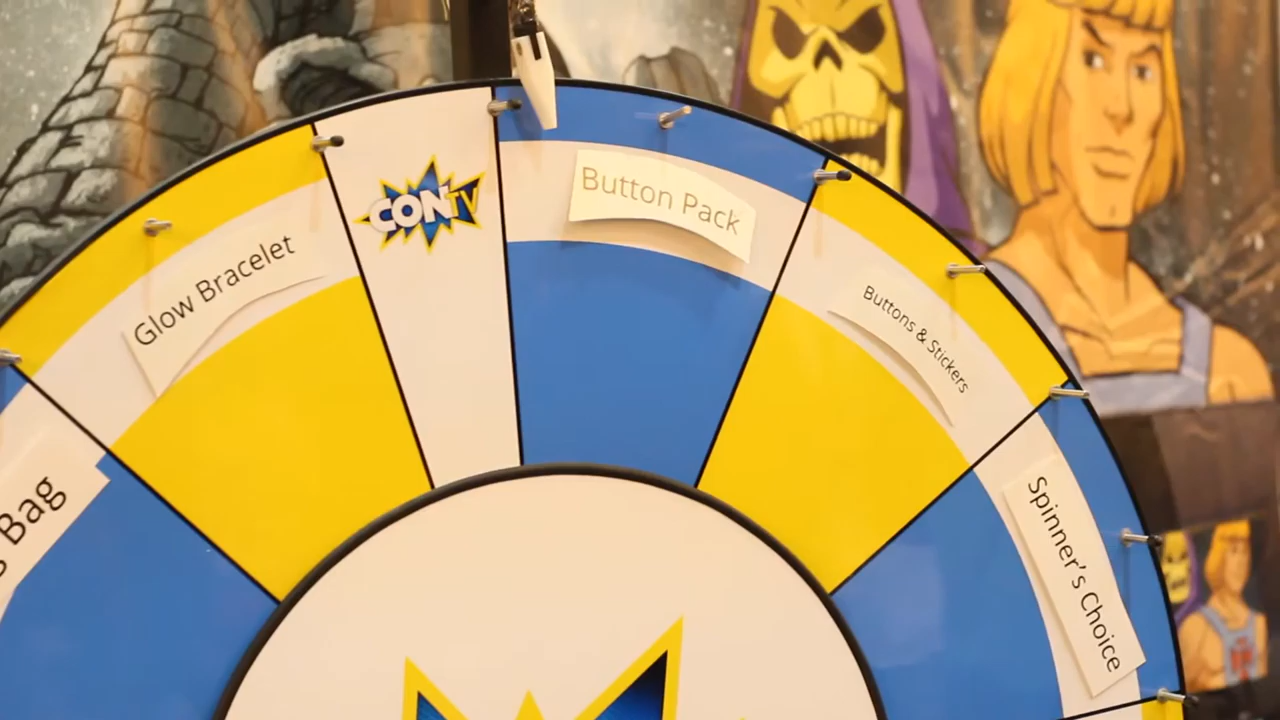 Bag
Glow Bracelet
CONTV
Button Pack
Buttons & Stickers
Spinner's Choice